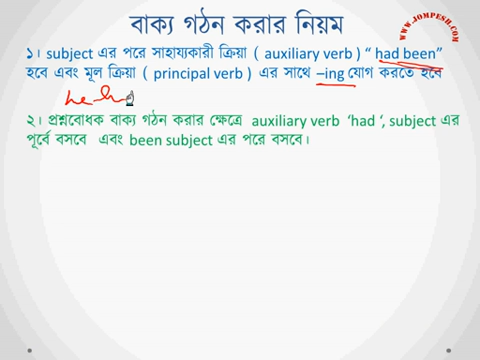 বাক্য গঠন করার নিয়ম
WWW.JOMPESH.COM
১। subject এর পরে সাহায্যকারী ক্রিয়া ( auxiliary verb ) “ had been”
হবে এবং মূল ক্রিয়া ( principal verb ) এর সাথে –ing যোগ করতে হবে
he
২। প্রশ্নবোধক বাক্য গঠন করার ক্ষেত্রে auxiliary verb ‘had ‘, subject এর
পূর্বে বসবে এবং been subject এর পরে বসবে।